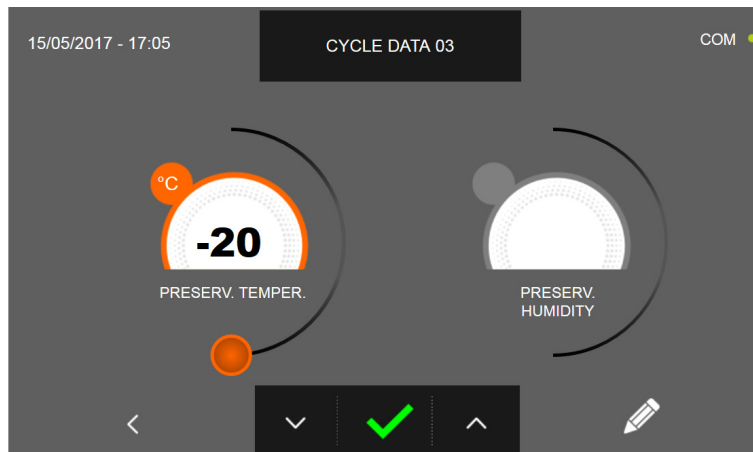 15/05/2017 - 17:05
CYCLE DATA 03
COM
°C
-20
PRESERV. TEMPER.
PRESERV.
HUMIDITY